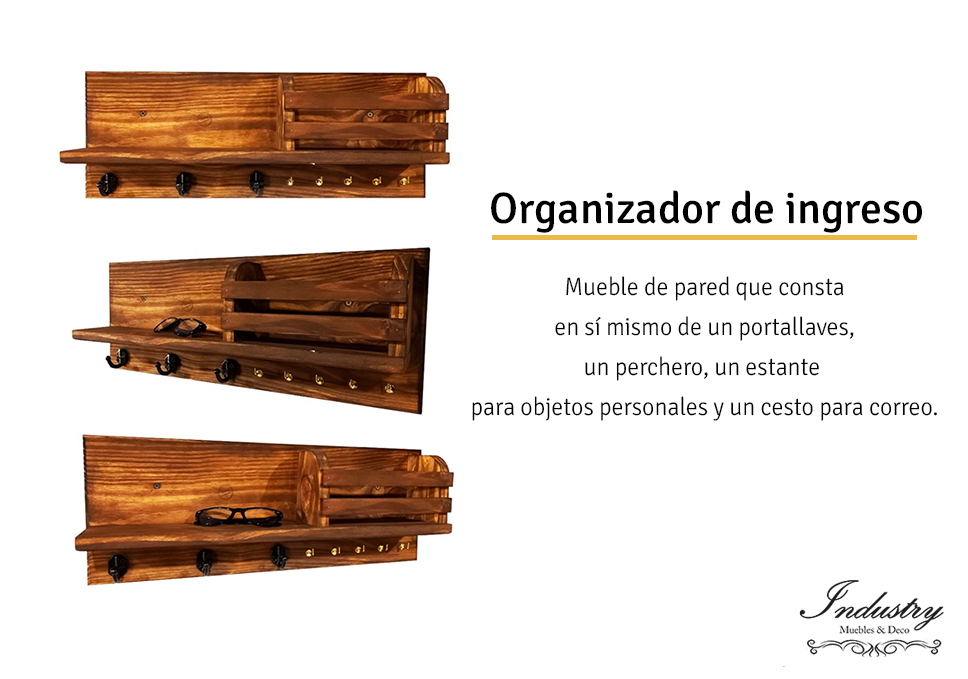 Organizador de ingreso
Mueble de pared que consta
en sí mismo de un portallaves,
un perchero, un estante
para objetos personales y un cesto para correo.
Industry
Muebles & Deco